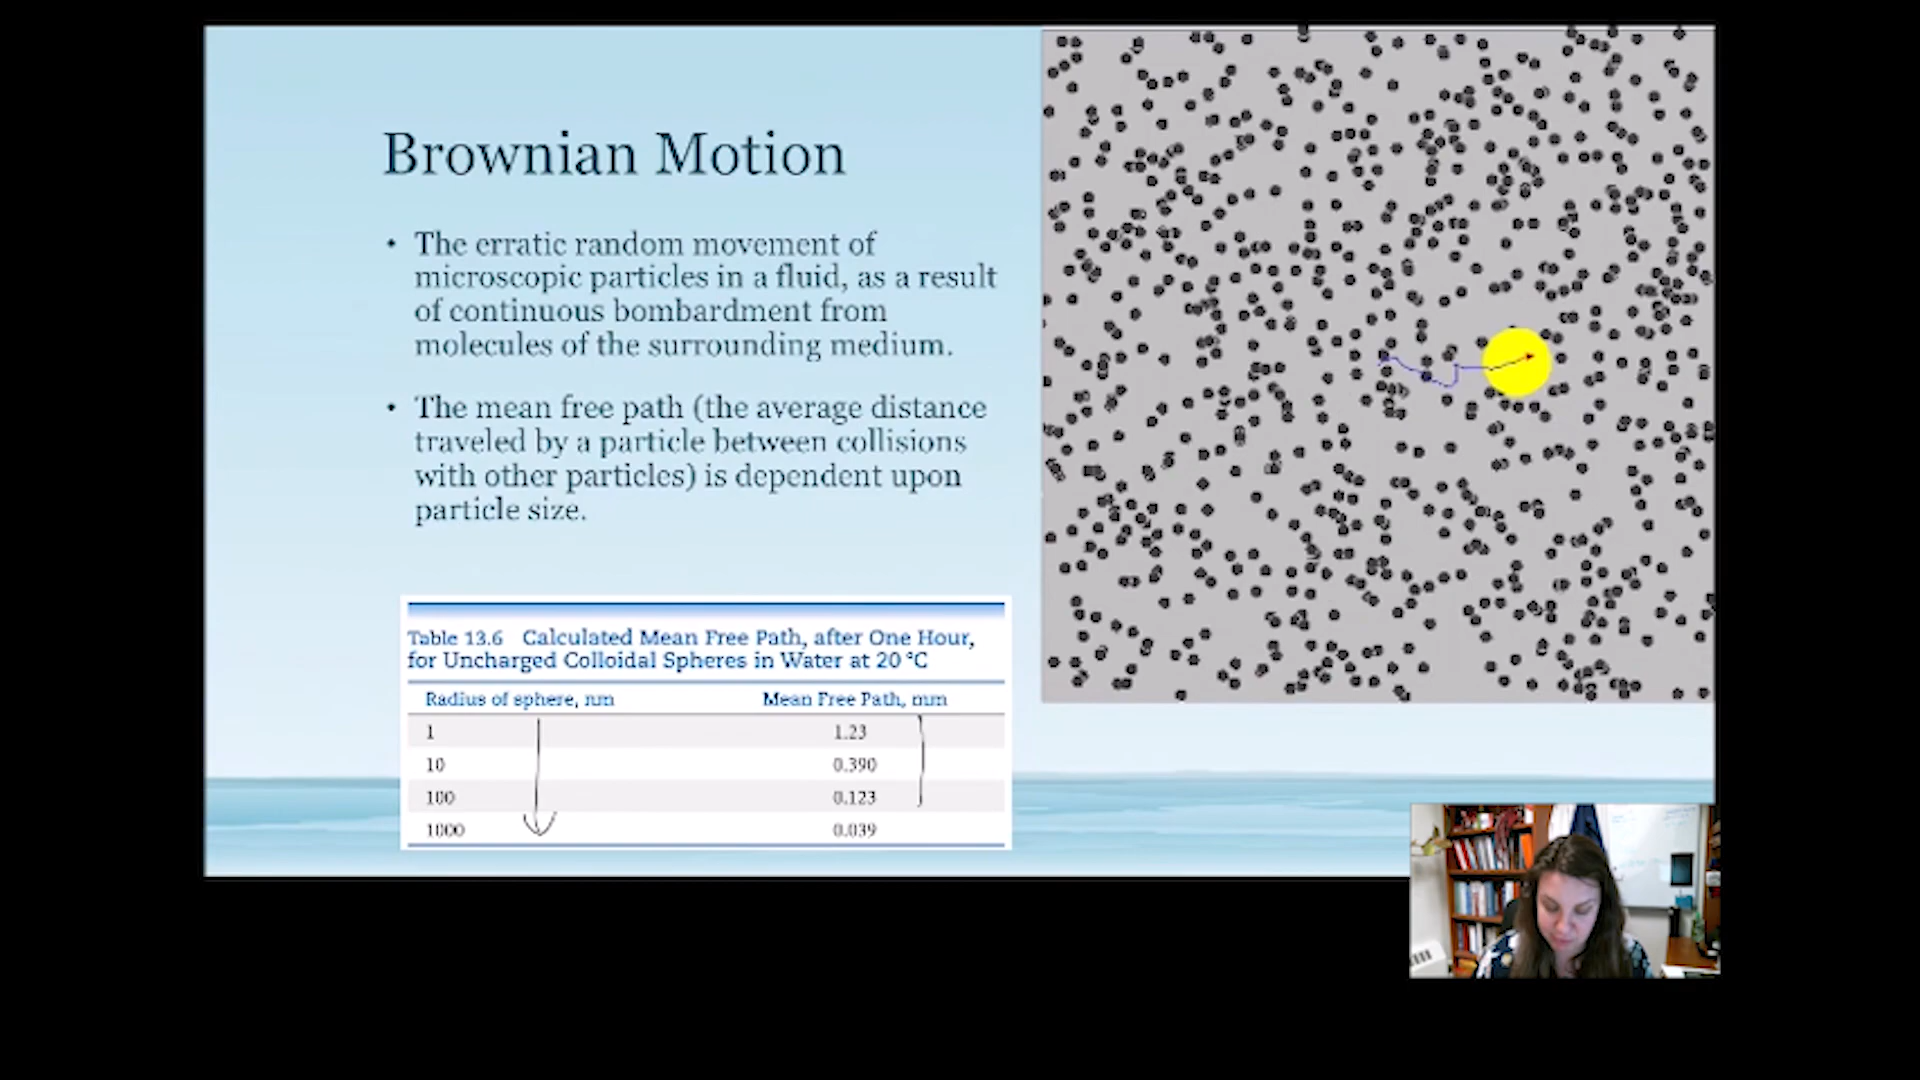 Brownian Motion
• The erratic random movement of
microscopic particles in a fluid, as a result
of continuous bombardment from
molecules of the surrounding medium.
• The mean free path (the average distance
traveled by a particle between collisions
with other particles) is dependent upon
particle size.
Table 13.6 Calculated Mean Free Path, after One Hour,
for Uncharged Colloidal Spheres in Water at 20 °C
Radius of sphere, nm Mean Free Path, mm
1 1.23
10 0.390
100 0.123
1000 0.039